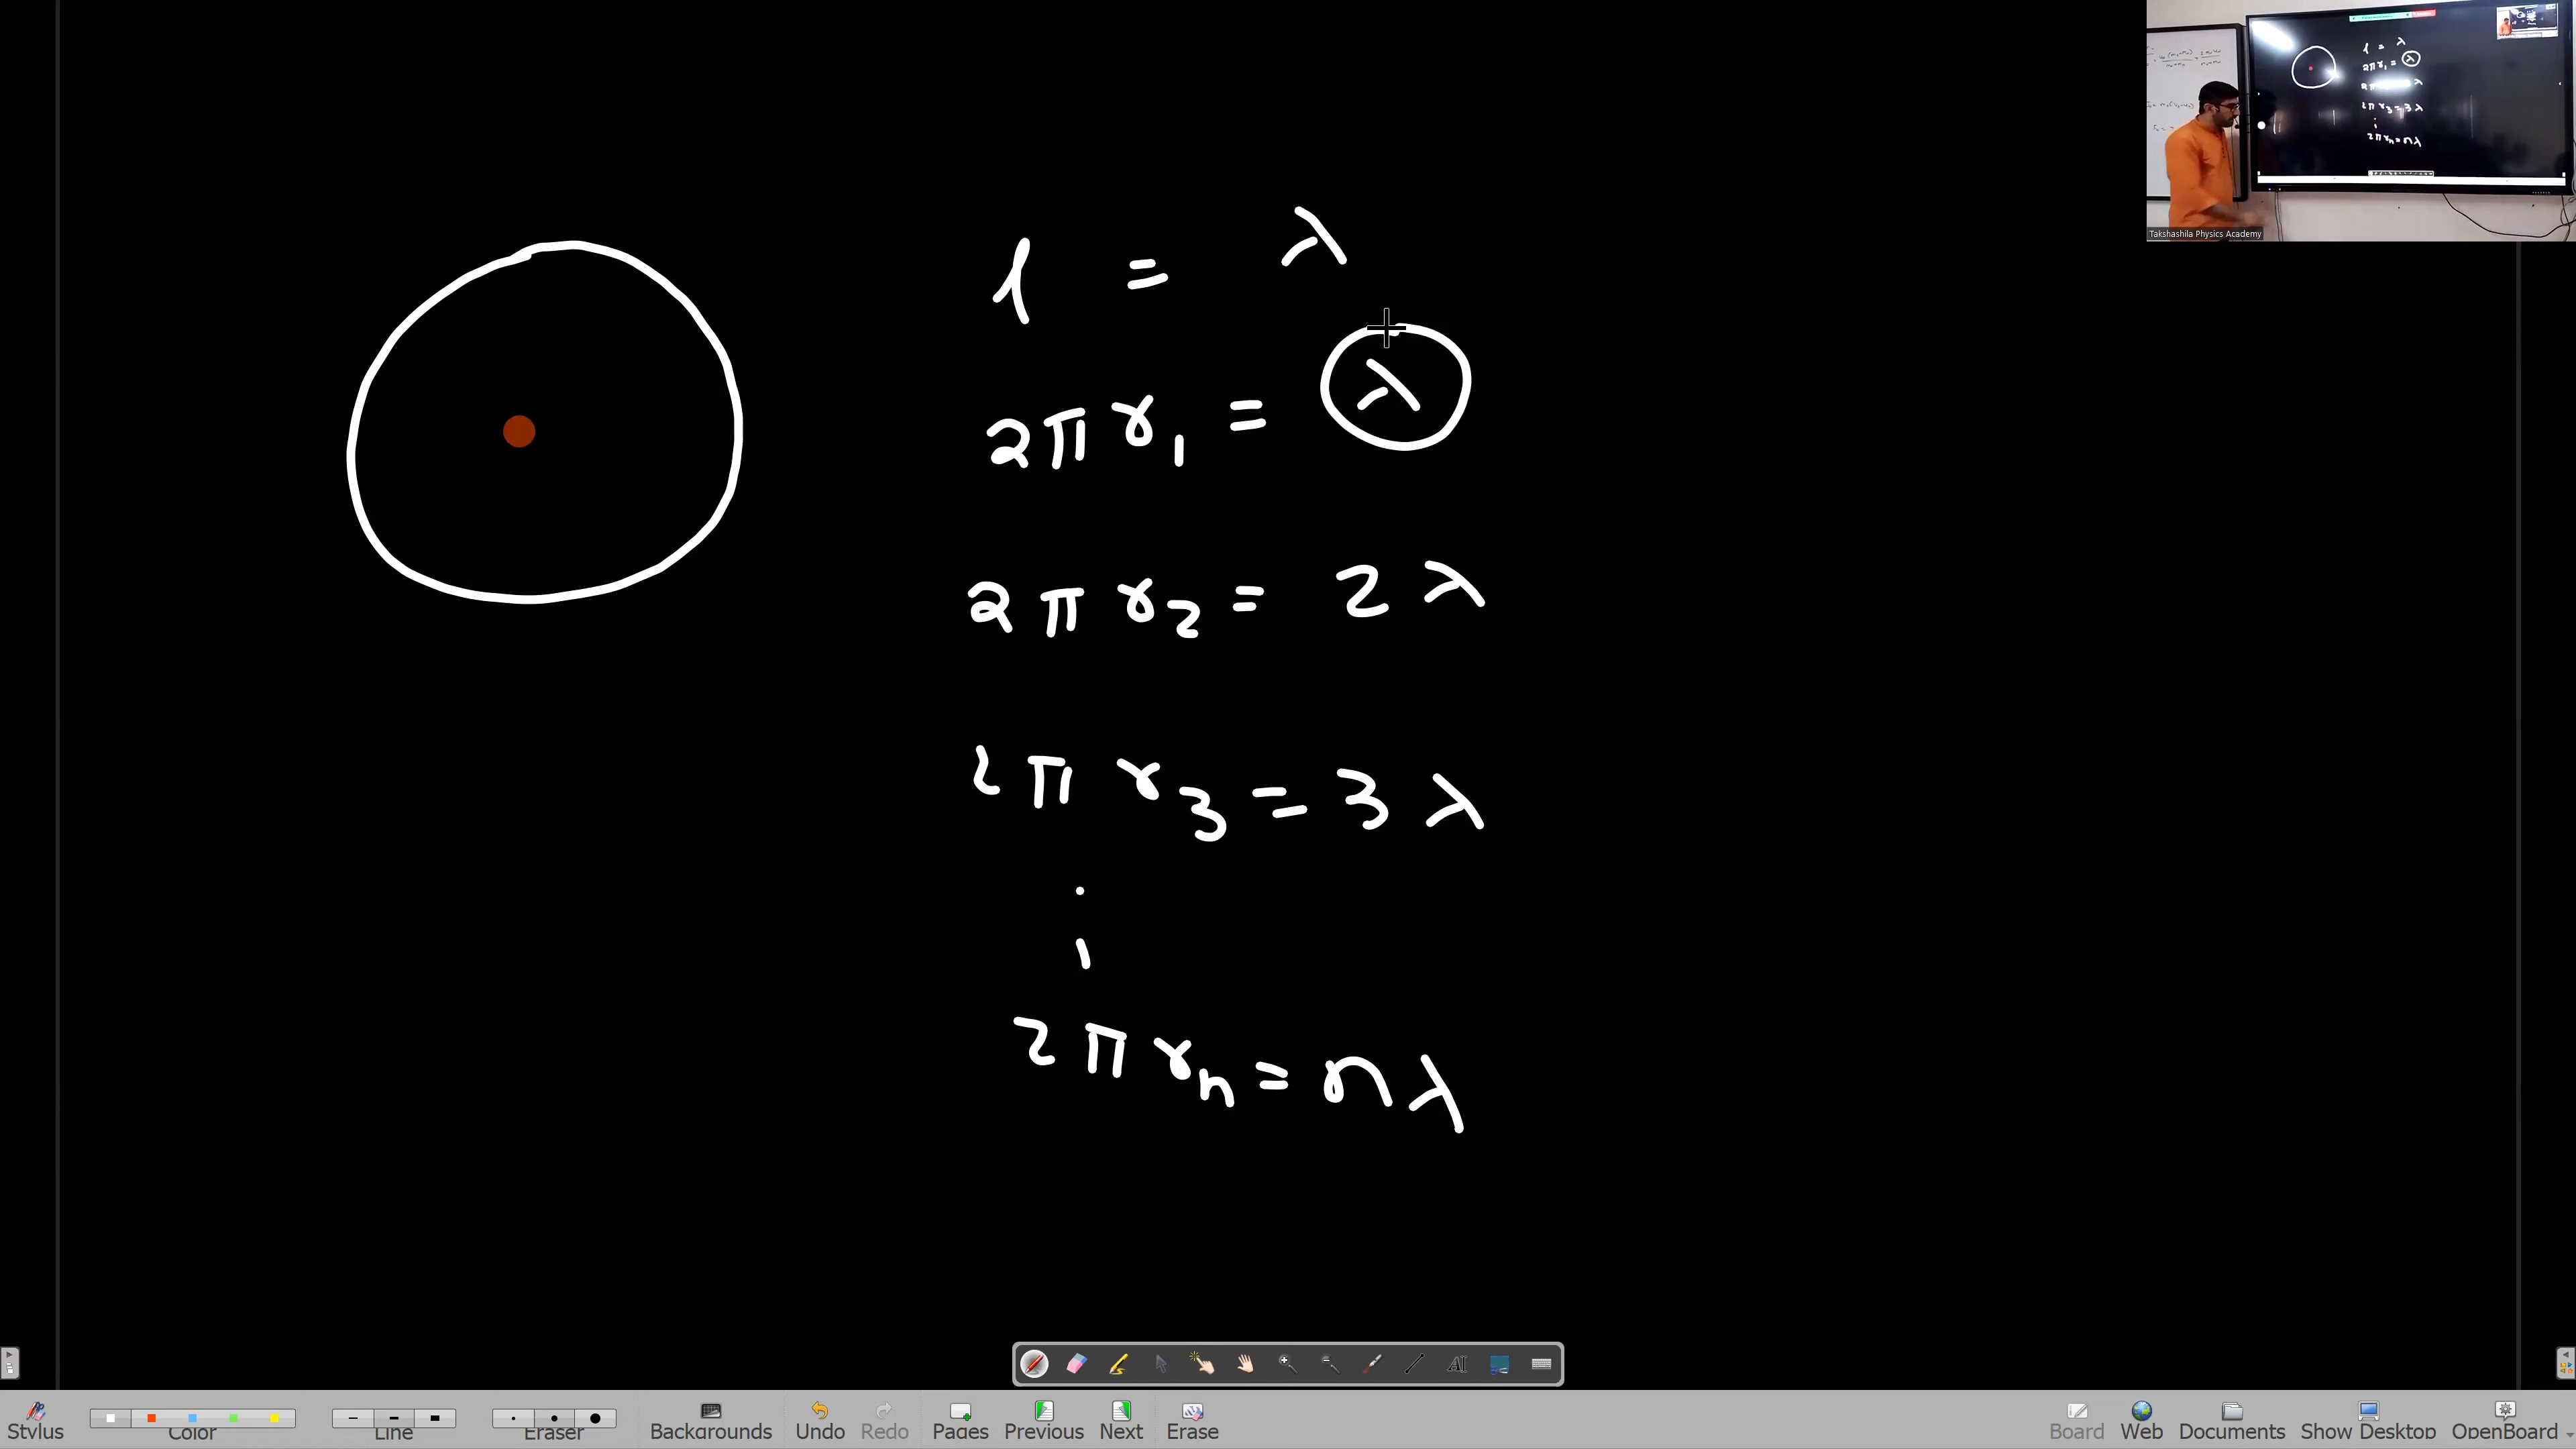 l = λ
2πr₁ = λ
2πr₂ = 2λ
2πr₃ = 3λ
2πrₙ = nλ
Takshashila Physics Academy
Stylus
Color
Line
Eraser
Backgrounds
Undo
Redo
Pages
Previous
Next
Erase
Board
Web
Documents
Show Desktop
OpenBoard